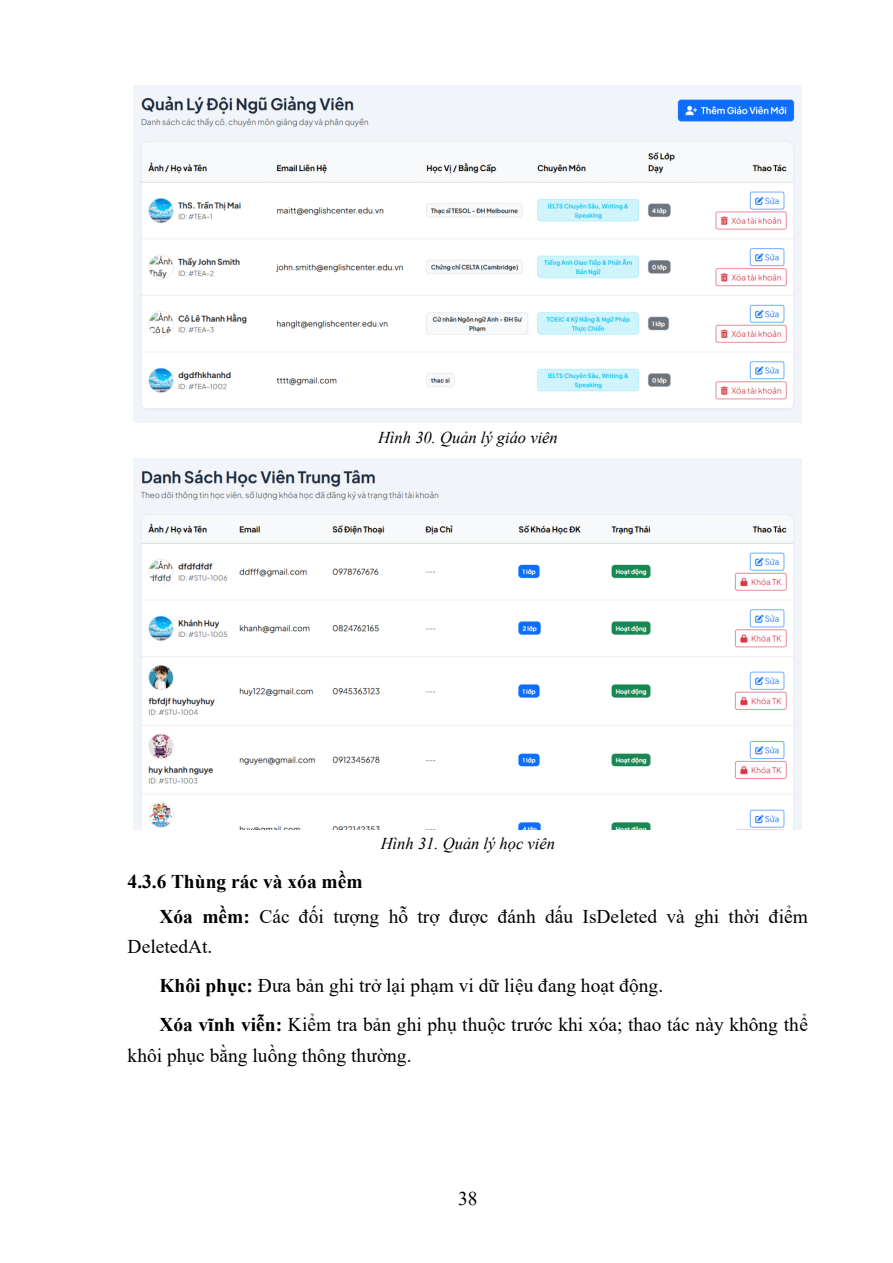 Quản Lý Đội Ngũ Giảng Viên
Danh sách các thầy cô, chuyên môn giảng dạy và phân quyền
Thêm Giáo Viên Mới
Ảnh / Họ và Tên Email Liên Hệ Học Vị / Bằng Cấp Chuyên Môn Số Lớp Dạy Thao Tác
ThS. Trần Thị Mai
ID: #TEA-1
maitt@englishcenter.edu.vn
Thạc sĩ TESOL - ĐH Melbourne
IELTS Chuyên Sâu, Writing &
Speaking
4 lớp
Sửa
Xóa tài khoản
Ảnh
Thầy
Thầy John Smith
ID: #TEA-2
john.smith@englishcenter.edu.vn
Chứng chỉ CELTA (Cambridge)
Tiếng Anh Giao Tiếp & Phát Âm
Bản Ngữ
0 lớp
Sửa
Xóa tài khoản
Ảnh
Cô Lê
Cô Lê Thanh Hằng
ID: #TEA-3
hanglt@englishcenter.edu.vn
Cử nhân Ngôn ngữ Anh - ĐH Sư
Phạm
TOEIC 4 Kỹ Năng & Ngữ Pháp
Thực Chiến
1 lớp
Sửa
Xóa tài khoản
dgdfhkhanhd
ID: #TEA-1002
tttt@gmail.com
thac si
IELTS Chuyên Sâu, Writing &
Speaking
0 lớp
Sửa
Xóa tài khoản
Hình 30. Quản lý giáo viên
Danh Sách Học Viên Trung Tâm
Theo dõi thông tin học viên, số lượng khóa học đã đăng ký và trạng thái tài khoản
Ảnh / Họ và Tên Email Số Điện Thoại Địa Chỉ Số Khóa Học ĐK Trạng Thái Thao Tác
Ảnh
dfdfdfdf
ID: #STU-1006
ddfff@gmail.com 0978767676 --- 1 lớp Hoạt động
Sửa
Khóa TK
Khánh Huy
ID: #STU-1005
khanh@gmail.com 0824762165 --- 2 lớp Hoạt động
Sửa
Khóa TK
fbfdjf huyhuyhuy
ID: #STU-1004
huy122@gmail.com 0945363123 --- 1 lớp Hoạt động
Sửa
Khóa TK
huy khanh nguye
ID: #STU-1003
nguyen@gmail.com 0912345678 --- 1 lớp Hoạt động
Sửa
Khóa TK
huy@gmail.com 0922142353 --- 4 lớp Hoạt động
Sửa
Hình 31. Quản lý học viên
4.3.6 Thùng rác và xóa mềm
Xóa mềm: Các đối tượng hỗ trợ được đánh dấu IsDeleted và ghi thời điểm
DeletedAt.
Khôi phục: Đưa bản ghi trở lại phạm vi dữ liệu đang hoạt động.
Xóa vĩnh viễn: Kiểm tra bản ghi phụ thuộc trước khi xóa; thao tác này không thể
khôi phục bằng luồng thông thường.
38